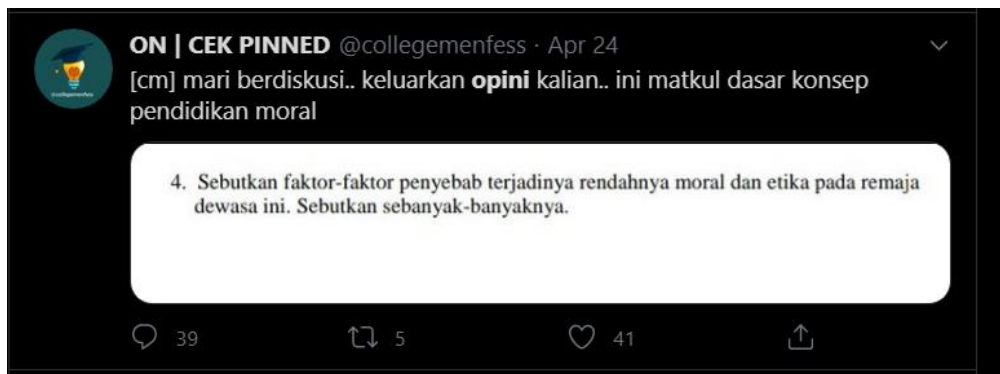 ON | CEK PINNED @collegemenfess · Apr 24
[cm] mari berdiskusi.. keluarkan opini kalian.. ini matkul dasar konsep
pendidikan moral
4. Sebutkan faktor-faktor penyebab terjadinya rendahnya moral dan etika pada remaja
dewasa ini. Sebutkan sebanyak-banyaknya.
39 5 41